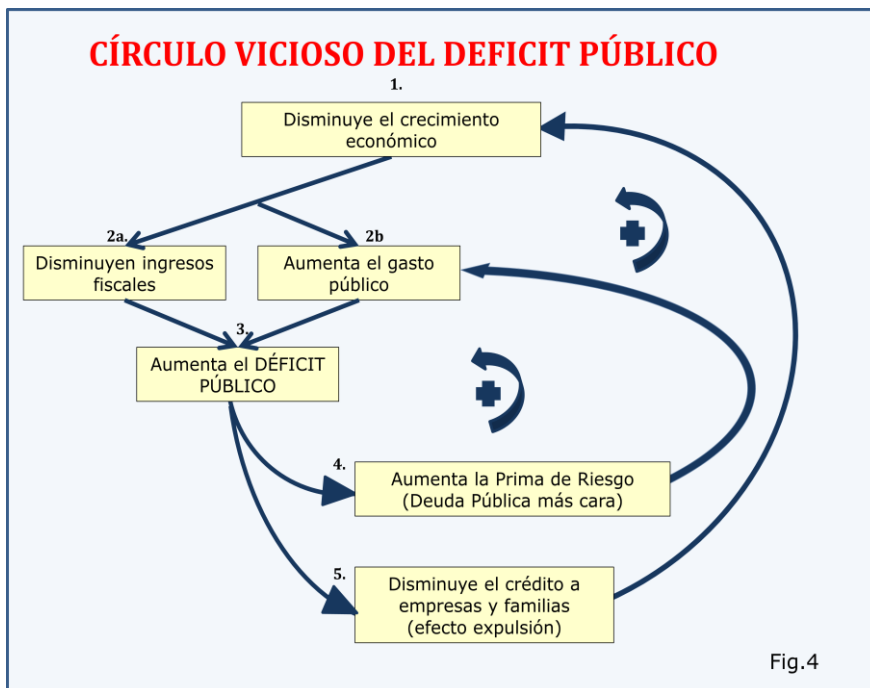 CÍRCULO VICIOSO DEL DEFICIT PÚBLICO
1.
Disminuye el crecimiento
económico
2a.
Disminuyen ingresos
fiscales
2b
Aumenta el gasto
público
3.
Aumenta el DÉFICIT
PÚBLICO
4.
Aumenta la Prima de Riesgo
(Deuda Pública más cara)
5.
Disminuye el crédito a
empresas y familias
(efecto expulsión)
Fig.4